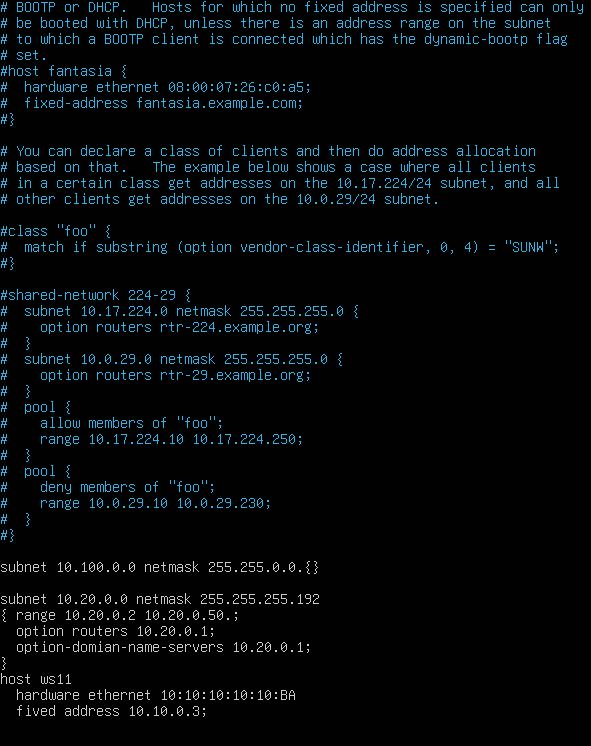 # BOOTP or DHCP.   Hosts for which no fixed address is specified can only
# be booted with DHCP, unless there is an address range on the subnet
# to which a BOOTP client is connected which has the dynamic-bootp flag
# set.
#host fantasia {
#  hardware ethernet 08:00:07:26:c0:a5;
#  fixed-address fantasia.example.com;
#}

# You can declare a class of clients and then do address allocation
# based on that.   The example below shows a case where all clients
# in a certain class get addresses on the 10.17.224/24 subnet, and all
# other clients get addresses on the 10.0.29/24 subnet.

#class "foo" {
#  match if substring (option vendor-class-identifier, 0, 4) = "SUNW";
#}

#shared-network 224-29 {
#  subnet 10.17.224.0 netmask 255.255.255.0 {
#    option routers rtr-224.example.org;
#  }
#  subnet 10.0.29.0 netmask 255.255.255.0 {
#    option routers rtr-29.example.org;
#  }
#  pool {
#    allow members of "foo";
#    range 10.17.224.10 10.17.224.250;
#  }
#  pool {
#    deny members of "foo";
#    range 10.0.29.10 10.0.29.230;
#  }
#}

subnet 10.100.0.0 netmask 255.255.0.0.{}

subnet 10.20.0.0 netmask 255.255.255.192
{ range 10.20.0.2 10.20.0.50.;
  option routers 10.20.0.1;
  option-domian-name-servers 10.20.0.1;
}
host ws11
  hardware ethernet 10:10:10:10:10:BA
  fived address 10.10.0.3;